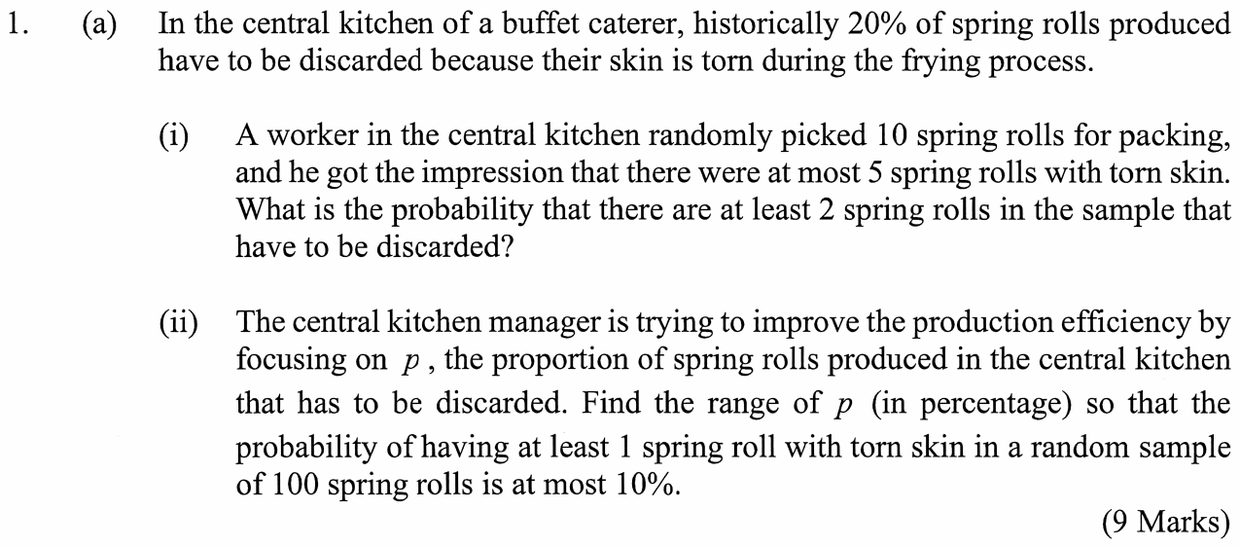 1. (a) In the central kitchen of a buffet caterer, historically 20% of spring rolls produced
have to be discarded because their skin is torn during the frying process.
(i) A worker in the central kitchen randomly picked 10 spring rolls for packing,
and he got the impression that there were at most 5 spring rolls with torn skin.
What is the probability that there are at least 2 spring rolls in the sample that
have to be discarded?
(ii) The central kitchen manager is trying to improve the production efficiency by
focusing on p , the proportion of spring rolls produced in the central kitchen
that has to be discarded. Find the range of p (in percentage) so that the
probability of having at least 1 spring roll with torn skin in a random sample
of 100 spring rolls is at most 10%.
(9 Marks)